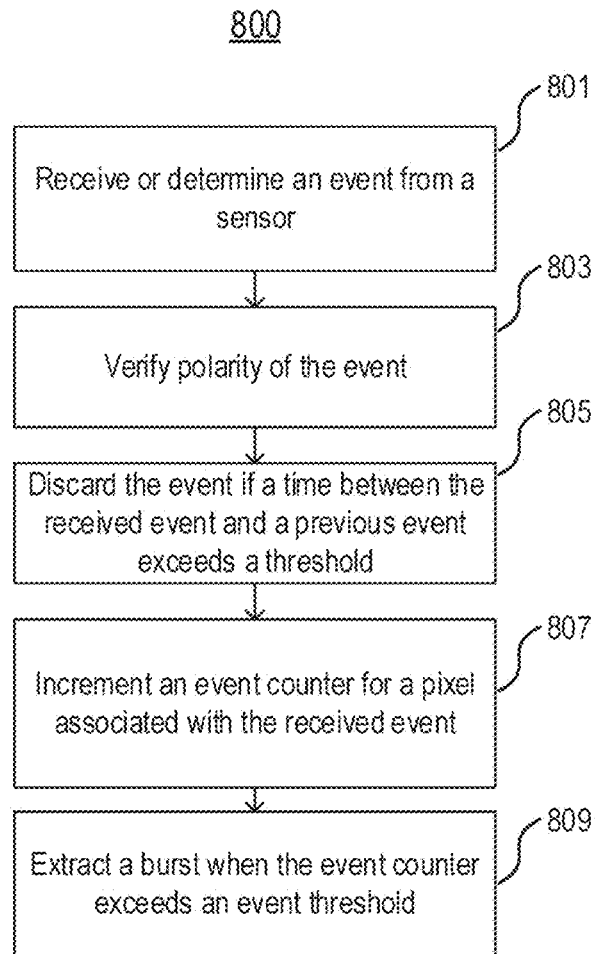 800
801
Receive or determine an event from a
sensor
803
Verify polarity of the event
805
Discard the event if a time between the
received event and a previous event
exceeds a threshold
807
Increment an event counter for a pixel
associated with the received event
809
Extract a burst when the event counter
exceeds an event threshold